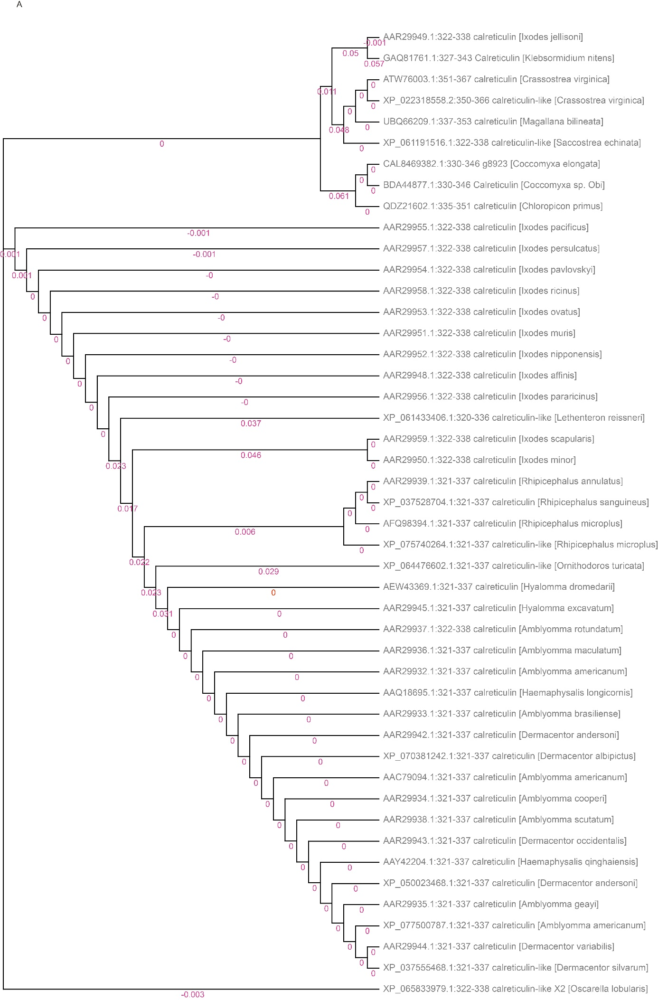 A
AAR29949.1:322-338 calreticulin [Ixodes jellisoni]
-0.001
0.05
GAQ81761.1:327-343 Calreticulin [Klebsormidium nitens]
0.057
ATW76003.1:351-367 calreticulin [Crassostrea virginica]
0
0.011
0
XP_022318558.2:350-366 calreticulin-like [Crassostrea virginica]
0
0
UBQ66209.1:337-353 calreticulin [Magallana bilineata]
0
0.048
XP_061191516.1:322-338 calreticulin-like [Saccostrea echinata]
0
0
CAL8469382.1:330-346 g8923 [Coccomyxa elongata]
0
0
BDA44877.1:330-346 Calreticulin [Coccomyxa sp. Obi]
0
0.061
QDZ21602.1:335-351 calreticulin [Chloropicon primus]
0
AAR29955.1:322-338 calreticulin [Ixodes pacificus]
-0.001
AAR29957.1:322-338 calreticulin [Ixodes persulcatus]
0.001
-0.001
AAR29954.1:322-338 calreticulin [Ixodes pavlovskyi]
0.001
-0
AAR29958.1:322-338 calreticulin [Ixodes ricinus]
0
-0
AAR29953.1:322-338 calreticulin [Ixodes ovatus]
0
-0
AAR29951.1:322-338 calreticulin [Ixodes muris]
0
-0
AAR29952.1:322-338 calreticulin [Ixodes nipponensis]
0
-0
AAR29948.1:322-338 calreticulin [Ixodes affinis]
0
-0
AAR29956.1:322-338 calreticulin [Ixodes pararicinus]
0
-0
XP_061433406.1:320-336 calreticulin-like [Lethenteron reissneri]
0.037
0
AAR29959.1:322-338 calreticulin [Ixodes scapularis]
0
0.046
AAR29950.1:322-338 calreticulin [Ixodes minor]
0.023
0
AAR29939.1:321-337 calreticulin [Rhipicephalus annulatus]
0
0
XP_037528704.1:321-337 calreticulin [Rhipicephalus sanguineus]
0.017
0
0
AFQ98394.1:321-337 calreticulin [Rhipicephalus microplus]
0
0.006
XP_075740264.1:321-337 calreticulin-like [Rhipicephalus microplus]
0
0.022
XP_064476602.1:321-337 calreticulin-like [Ornithodoros turicata]
0.029
AEW43369.1:321-337 calreticulin [Hyalomma dromedarii]
0.023
0
AAR29945.1:321-337 calreticulin [Hyalomma excavatum]
0.031
0
AAR29937.1:322-338 calreticulin [Amblyomma rotundatum]
0
0
AAR29936.1:321-337 calreticulin [Amblyomma maculatum]
0
0
AAR29932.1:321-337 calreticulin [Amblyomma americanum]
0
0
AAQ18695.1:321-337 calreticulin [Haemaphysalis longicornis]
0
0
AAR29933.1:321-337 calreticulin [Amblyomma brasiliense]
0
0
AAR29942.1:321-337 calreticulin [Dermacentor andersoni]
0
0
XP_070381242.1:321-337 calreticulin [Dermacentor albipictus]
0
0
AAC79094.1:321-337 calreticulin [Amblyomma americanum]
0
0
AAR29934.1:321-337 calreticulin [Amblyomma cooperi]
0
0
AAR29938.1:321-337 calreticulin [Amblyomma scutatum]
0
0
AAR29943.1:321-337 calreticulin [Dermacentor occidentalis]
0
0
AAY42204.1:321-337 calreticulin [Haemaphysalis qinghaiensis]
0
0
XP_050023468.1:321-337 calreticulin [Dermacentor andersoni]
0
0
AAR29935.1:321-337 calreticulin [Amblyomma geayi]
0
0
XP_077500787.1:321-337 calreticulin [Amblyomma americanum]
0
0
AAR29944.1:321-337 calreticulin [Dermacentor variabilis]
0
0
0
XP_037555468.1:321-337 calreticulin-like [Dermacentor silvarum]
0
XP_065833979.1:322-338 calreticulin-like X2 [Oscarella lobularis]
-0.003